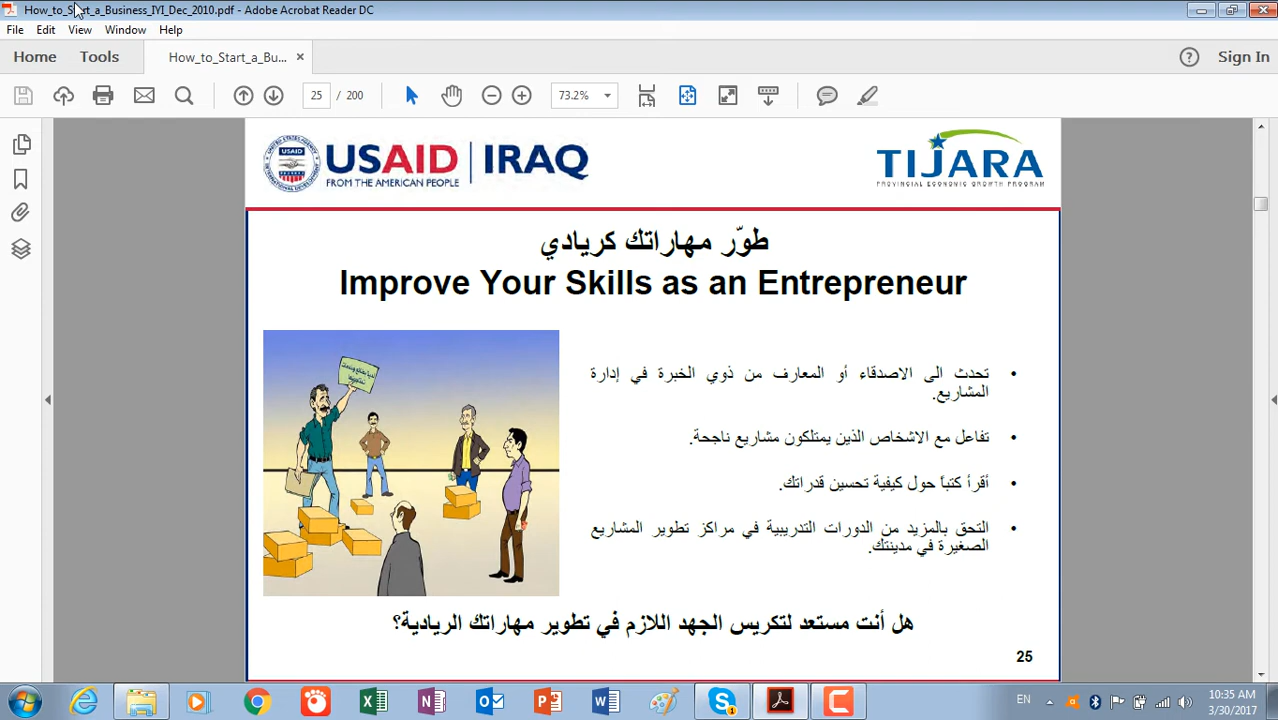 How_to_Start_a_Business_IYI_Dec_2010.pdf - Adobe Acrobat Reader DC
File Edit View Window Help
Home Tools How_to_Start_a_Bu... × Sign In
25 / 200 73.2%
USAID IRAQ
FROM THE AMERICAN PEOPLE
TIJARA
PROVINCIAL ECONOMIC GROWTH PROGRAM
طوّر مهاراتك كريادي
Improve Your Skills as an Entrepreneur
• تحدث الى الاصدقاء أو المعارف من ذوي الخبرة في إدارة
المشاريع.
• تفاعل مع الاشخاص الذين يمتلكون مشاريع ناجحة.
• أقرأ كتباً حول كيفية تحسين قدراتك.
• التحق بالمزيد من الدورات التدريبية في مراكز تطوير المشاريع
الصغيرة في مدينتك.
هل أنت مستعد لتكريس الجهد اللازم في تطوير مهاراتك الريادية؟
25
EN
10:35 AM
3/30/2017